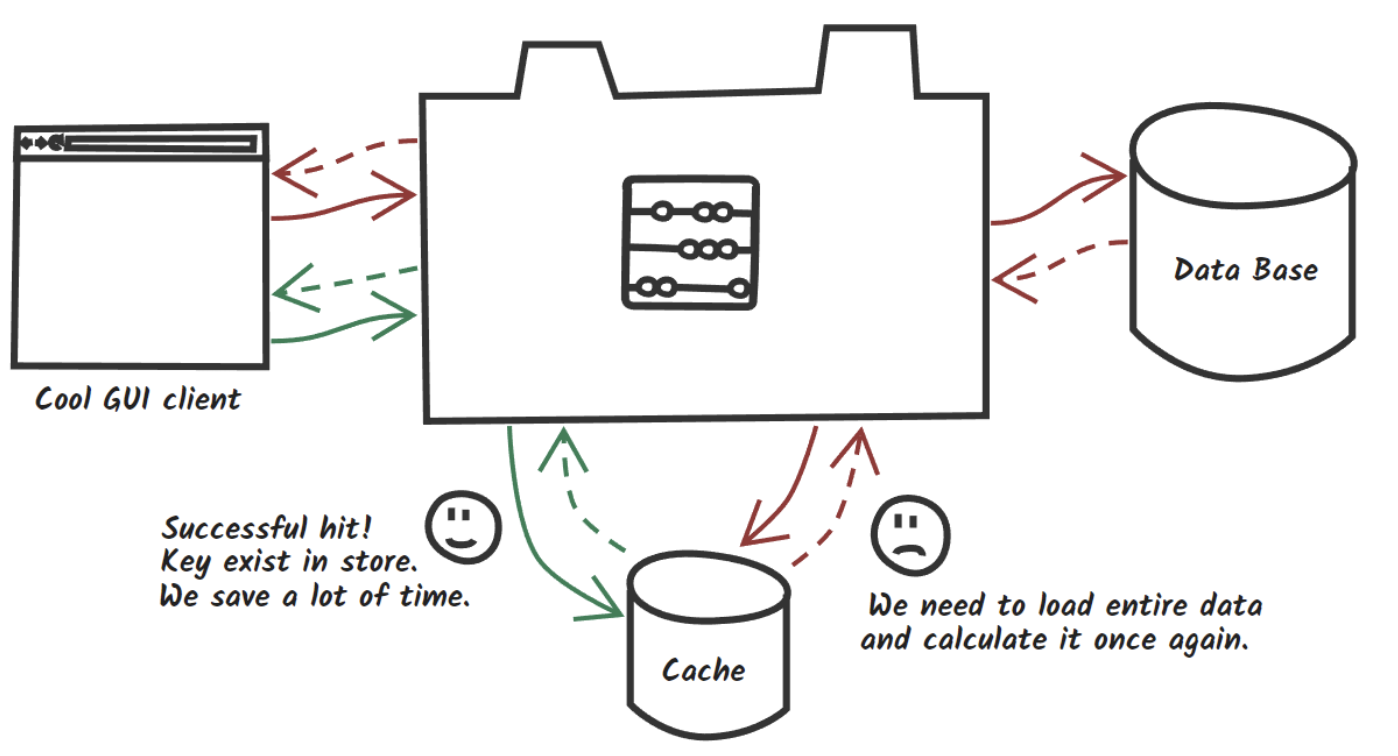 Cool GUI client
Data Base
Successful hit!
Key exist in store.
We save a lot of time.
We need to load entire data
and calculate it once again.
Cache